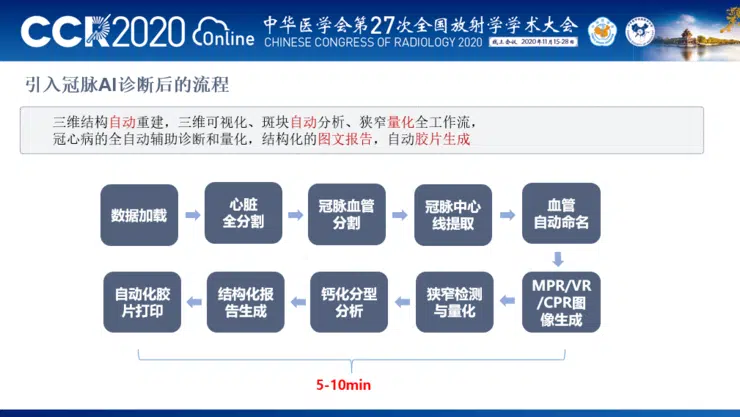 CCR2020 Online
中华医学会第27次全国放射学学术大会
CHINESE CONGRESS OF RADIOLOGY 2020
线上会议 2020年11月15-28日
引入冠脉AI诊断后的流程
三维结构自动重建，三维可视化、斑块自动分析、狭窄量化全工作流，
冠心病的全自动辅助诊断和量化，结构化的图文报告，自动胶片生成
数据加载
心脏
全分割
冠脉血管
分割
冠脉中心
线提取
血管
自动命名
MPR/VR
/CPR图
像生成
狭窄检测
与量化
钙化分型
分析
结构化报
告生成
自动化胶
片打印
5-10min